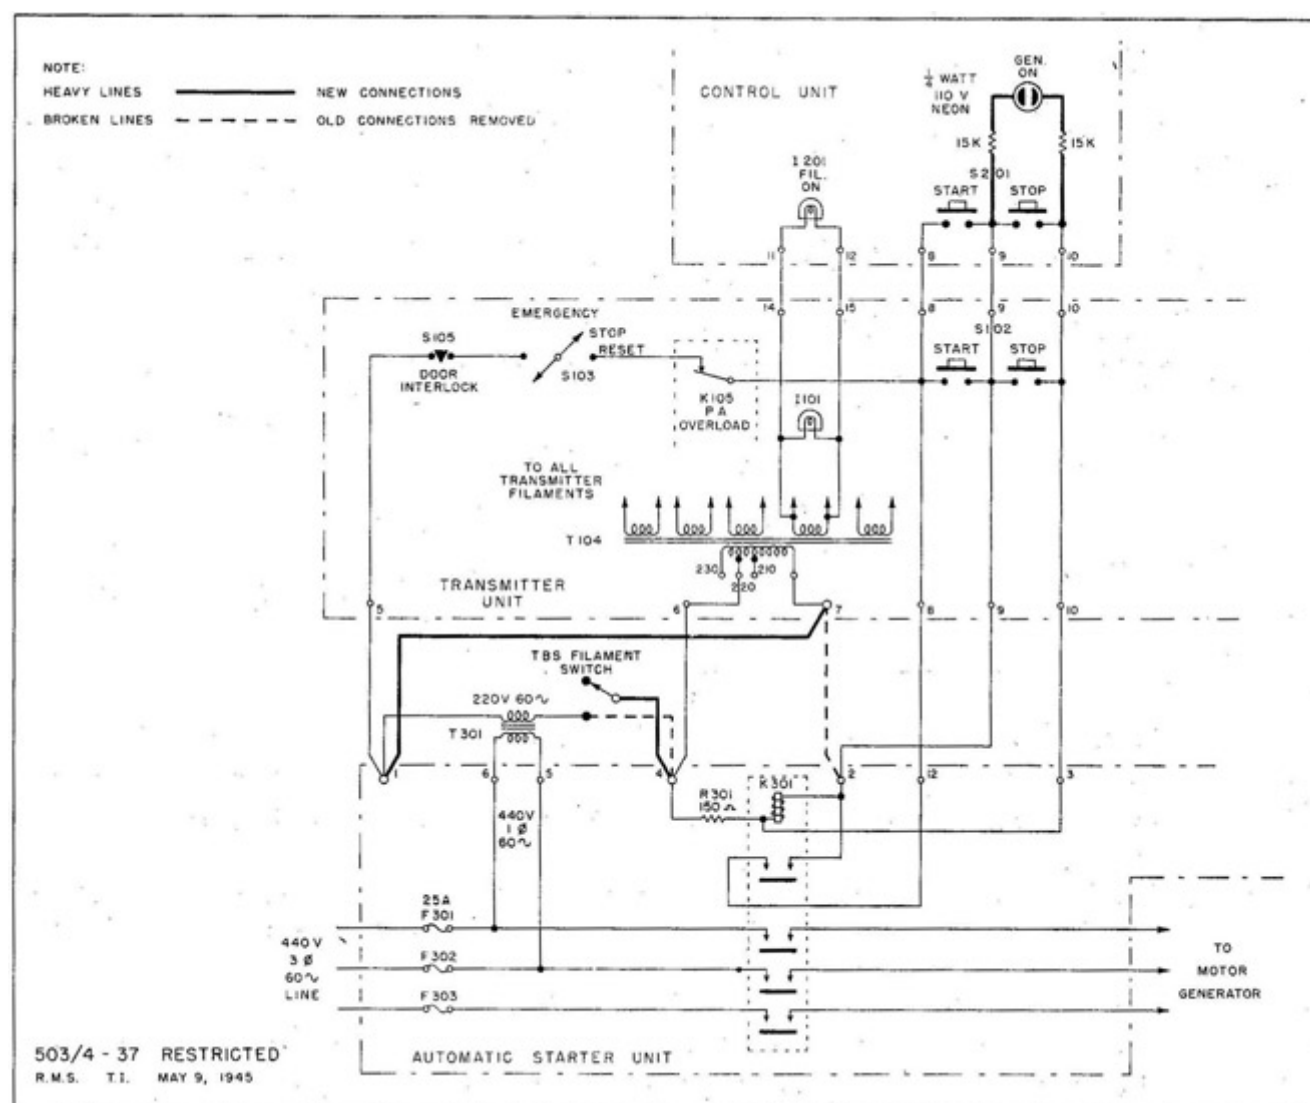 NOTE:
HEAVY LINES NEW CONNECTIONS
BROKEN LINES OLD CONNECTIONS REMOVED
CONTROL UNIT
1/4 WATT
110 V
NEON
GEN.
ON
15K 15K
I 201
FIL.
ON
S201
START STOP
11 12 8 9 10
14 15 8 9 10
EMERGENCY
STOP
RESET
S105
DOOR
INTERLOCK
S103
K105
P A
OVERLOAD
I101
S102
START STOP
TO ALL
TRANSMITTER
FILAMENTS
T104
230 220 210
TRANSMITTER
UNIT
5 6 7 8 9 10
TBS FILAMENT
SWITCH
220V 60~
T301
1 6 5 4 2 12 3
440V
1 Ø
60~
R301
150 Ω
K301
25A
F301
F302
F303
440 V
3 Ø
60~
LINE
TO
MOTOR
GENERATOR
503/4 - 37 RESTRICTED
R.M.S. T.I. MAY 9, 1945
AUTOMATIC STARTER UNIT